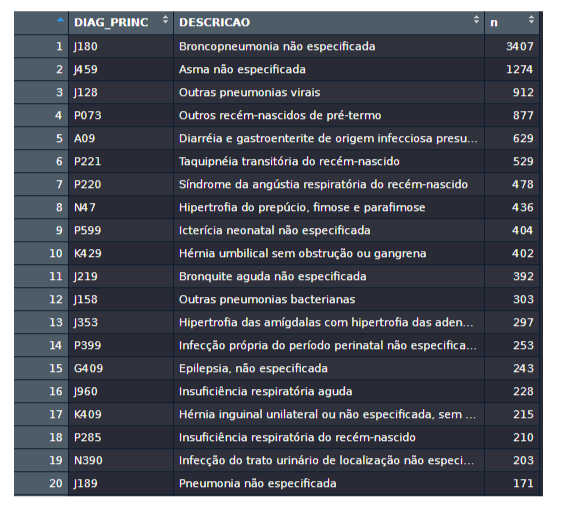 DIAG_PRINC DESCRICAO n
1 J180 Broncopneumonia não especificada 3407
2 J459 Asma não especificada 1274
3 J128 Outras pneumonias virais 912
4 P073 Outros recém-nascidos de pré-termo 877
5 A09 Diarréia e gastroenterite de origem infecciosa presu... 629
6 P221 Taquipnéia transitória do recém-nascido 529
7 P220 Síndrome da angústia respiratória do recém-nascido 478
8 N47 Hipertrofia do prepúcio, fimose e parafimose 436
9 P599 Icterícia neonatal não especificada 404
10 K429 Hérnia umbilical sem obstrução ou gangrena 402
11 J219 Bronquite aguda não especificada 392
12 J158 Outras pneumonias bacterianas 303
13 J353 Hipertrofia das amígdalas com hipertrofia das aden... 297
14 P399 Infecção própria do período perinatal não especifica... 253
15 G409 Epilepsia, não especificada 243
16 J960 Insuficiência respiratória aguda 228
17 K409 Hérnia inguinal unilateral ou não especificada, sem ... 215
18 P285 Insuficiência respiratória do recém-nascido 210
19 N390 Infecção do trato urinário de localização não especi... 203
20 J189 Pneumonia não especificada 171